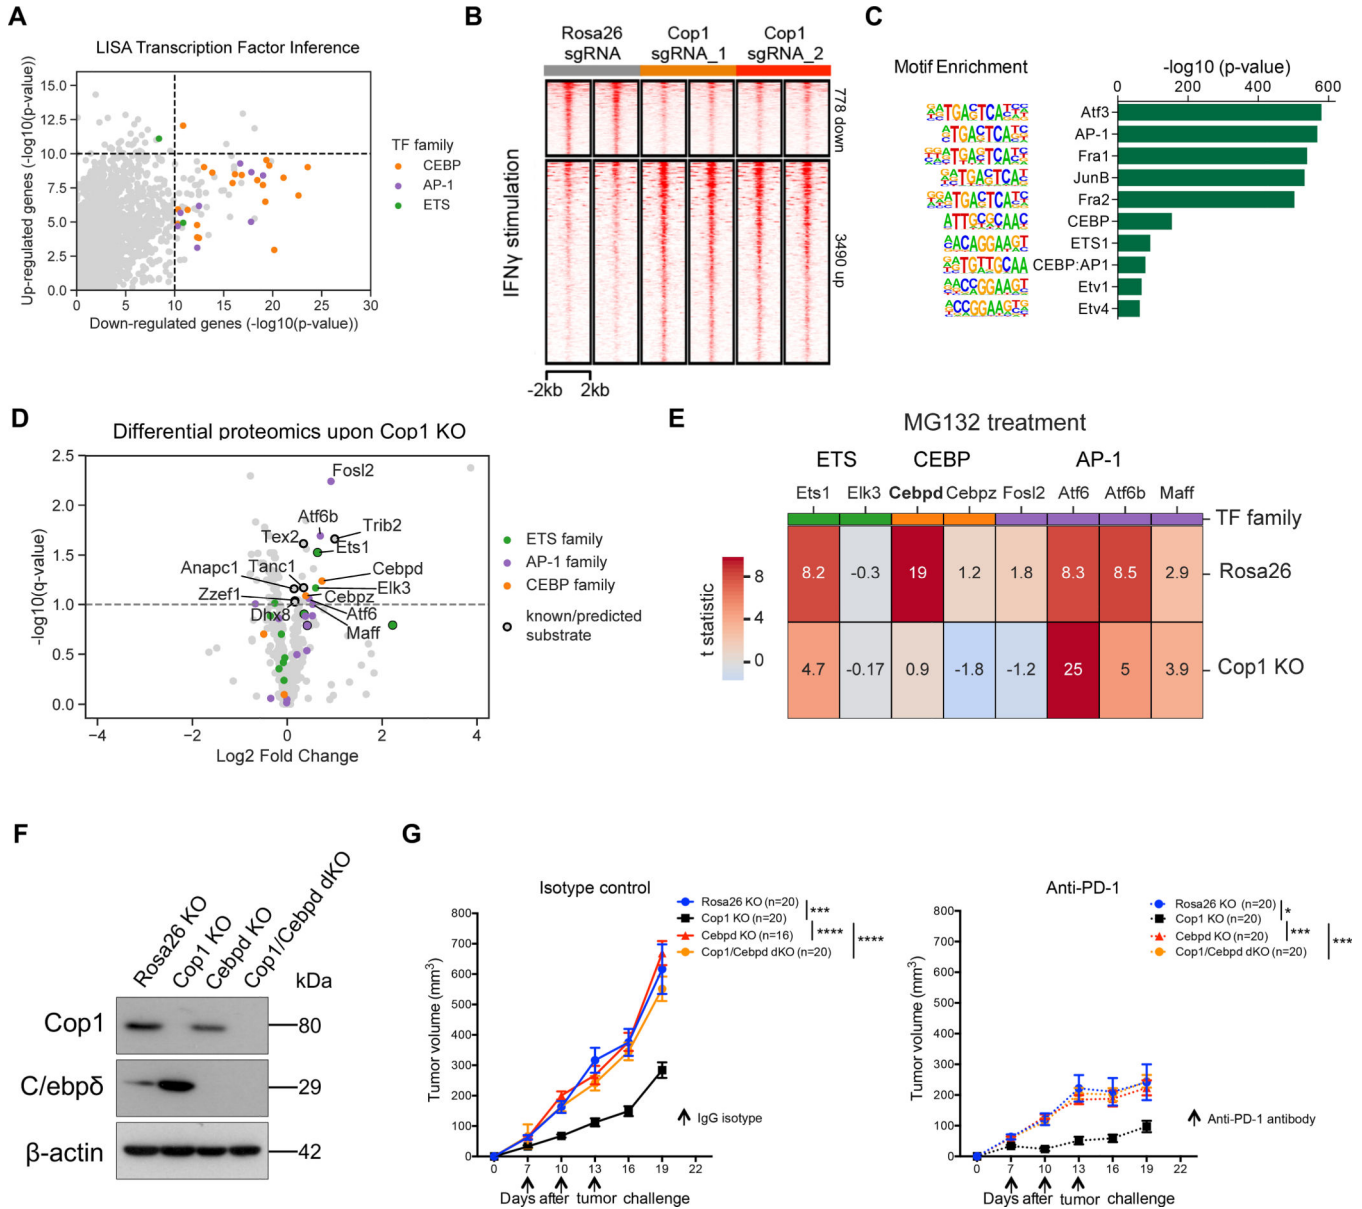 A
LISA Transcription Factor Inference
Up-regulated genes (-log10(p-value))
15.0
12.5
10.0
7.5
5.0
2.5
0.0
0 5 10 15 20 25 30
Down-regulated genes (-log10(p-value))
TF family
CEBP
AP-1
ETS
B
Rosa26 sgRNA
Cop1 sgRNA_1
Cop1 sgRNA_2
IFNγ stimulation
778 down
3490 up
-2kb 2kb
C
Motif Enrichment
-log10 (p-value)
0 200 400 600
Atf3
AP-1
Fra1
JunB
Fra2
CEBP
ETS1
CEBP:AP1
Etv1
Etv4
D
Differential proteomics upon Cop1 KO
-log10(q-value)
2.5
2.0
1.5
1.0
0.5
0.0
−4 −2 0 2 4
Log2 Fold Change
Fosl2
Atf6b
Trib2
Tex2
Ets1
Anapc1
Tanc1
Cebpd
Elk3
Zzef1
Cebpz
Dhx8
Atf6
Maff
ETS family
AP-1 family
CEBP family
known/predicted
substrate
E
MG132 treatment
ETS CEBP AP-1
Ets1 Elk3 Cebpd Cebpz Fosl2 Atf6 Atf6b Maff
TF family
8.2 -0.3 19 1.2 1.8 8.3 8.5 2.9 Rosa26
4.7 -0.17 0.9 -1.8 -1.2 25 5 3.9 Cop1 KO
t statistic
8
4
0
F
Rosa26 KO
Cop1 KO
Cebpd KO
Cop1/Cebpd dKO
kDa
Cop1 80
C/ebpδ 29
β-actin 42
G
Isotype control
Tumor volume (mm3)
800
700
600
500
400
300
200
100
0
0 7 10 13 16 19 22
Days after tumor challenge
Rosa26 KO (n=20)
Cop1 KO (n=20)
Cebpd KO (n=16)
Cop1/Cebpd dKO (n=20)
***
****
****
IgG isotype
Anti-PD-1
Tumor volume (mm3)
800
700
600
500
400
300
200
100
0
0 7 10 13 16 19 22
Days after tumor challenge
Rosa26 KO (n=20)
Cop1 KO (n=20)
Cebpd KO (n=20)
Cop1/Cebpd dKO (n=20)
*
***
***
Anti-PD-1 antibody